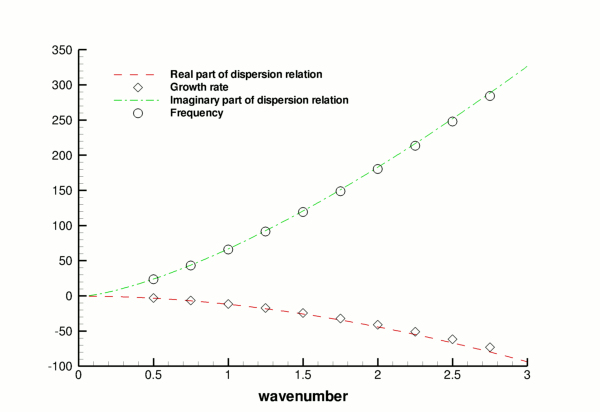 350
300
250
200
150
100
50
0
-50
-100
Real part of dispersion relation
Growth rate
Imaginary part of dispersion relation
Frequency
0 0.5 1 1.5 2 2.5 3
wavenumber